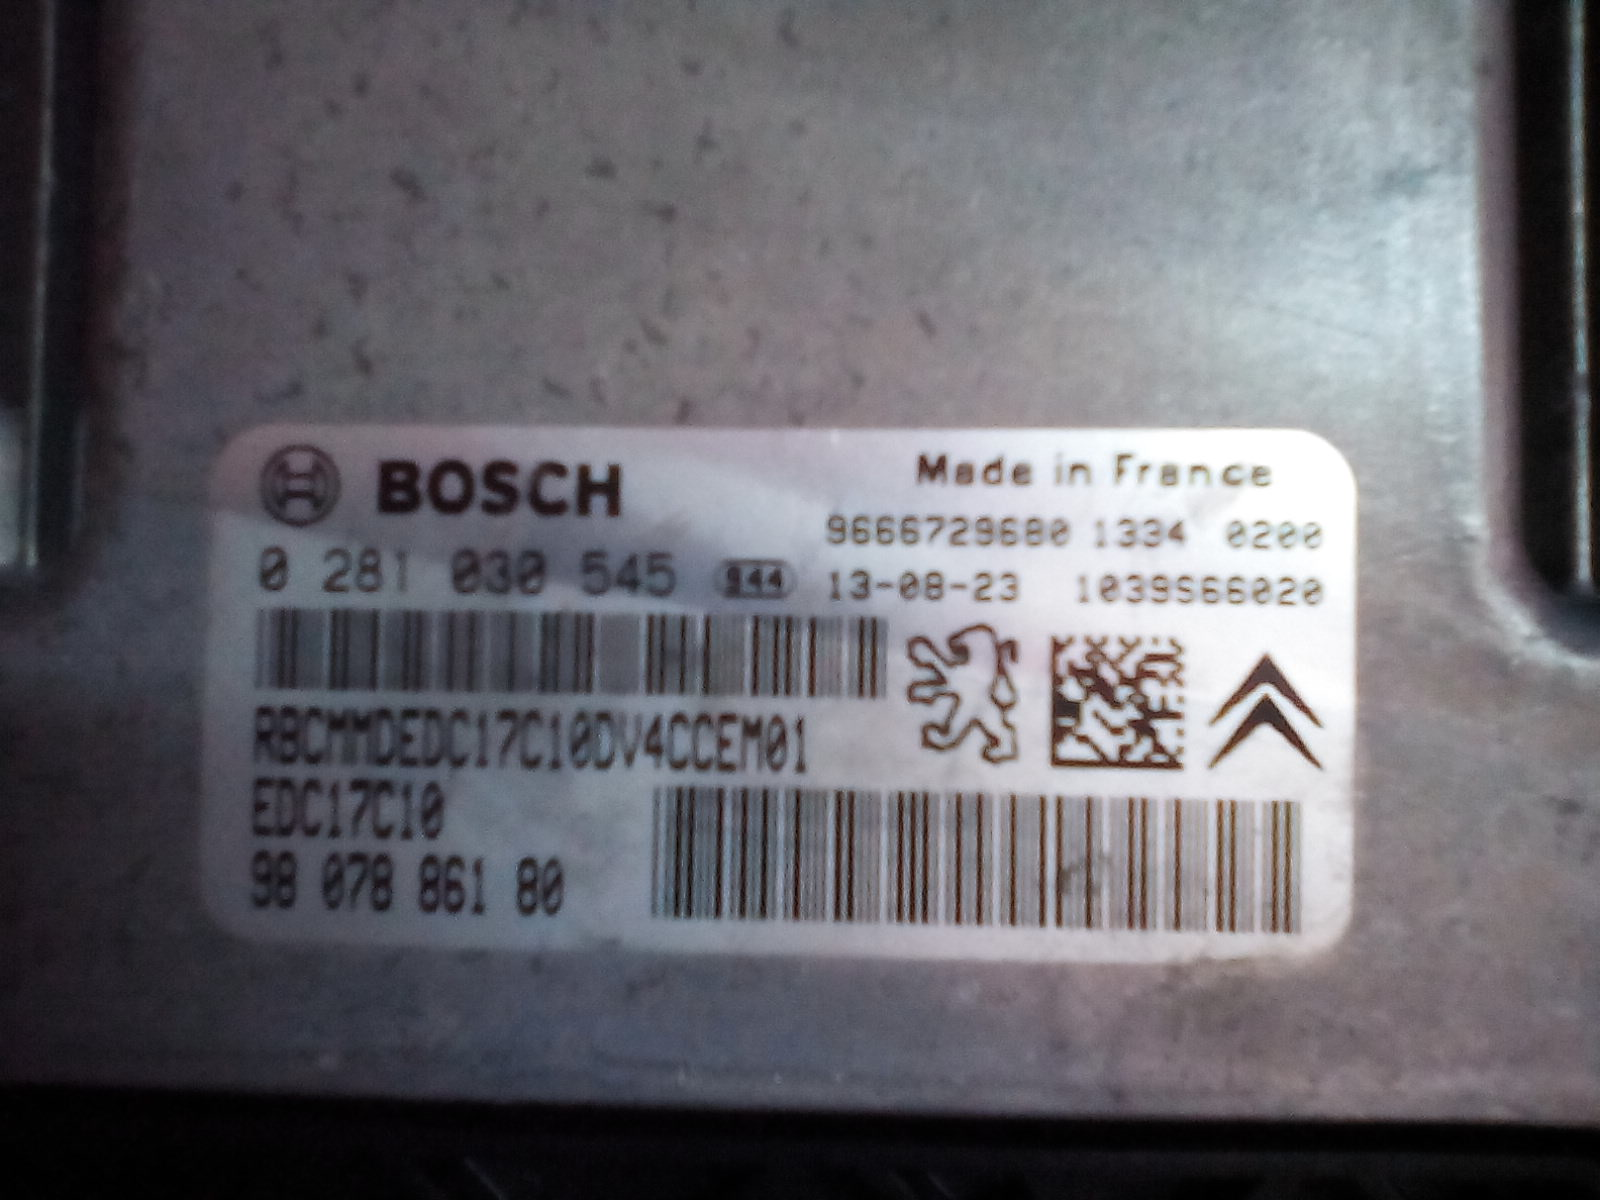 BOSCH
Made in France
9666729680 1334 0200
0 281 030 545 944 13-08-23 1039S66020
RBCMMDEDC17C10DV4CCEM01
EDC17C10
98 078 861 80